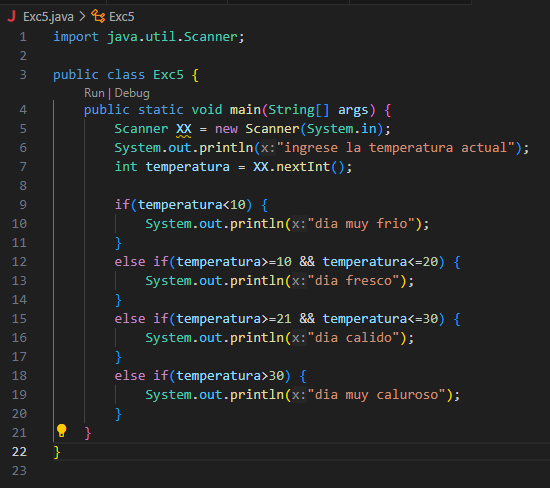 Exc5.java > Exc5
1 import java.util.Scanner;
2
3 public class Exc5 {
Run | Debug
4 public static void main(String[] args) {
5 Scanner XX = new Scanner(System.in);
6 System.out.println(x:"ingrese la temperatura actual");
7 int temperatura = XX.nextInt();
8
9 if(temperatura<10) {
10 System.out.println(x:"dia muy frio");
11 }
12 else if(temperatura>=10 && temperatura<=20) {
13 System.out.println(x:"dia fresco");
14 }
15 else if(temperatura>=21 && temperatura<=30) {
16 System.out.println(x:"dia calido");
17 }
18 else if(temperatura>30) {
19 System.out.println(x:"dia muy caluroso");
20 }
21 }
22 }
23